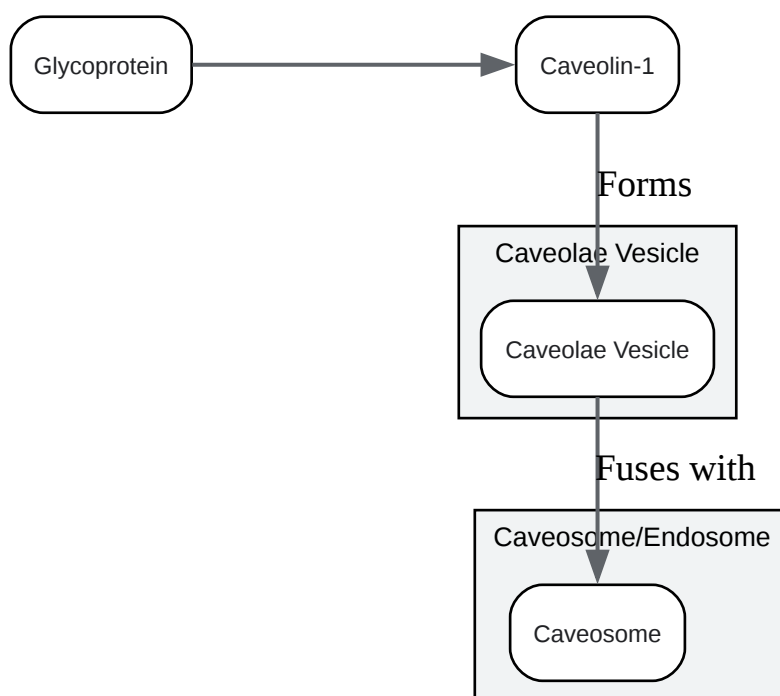 Glycoprotein
Caveolin-1
Forms
Caveolae Vesicle
Caveolae Vesicle
Fuses with
Caveosome/Endosome
Caveosome